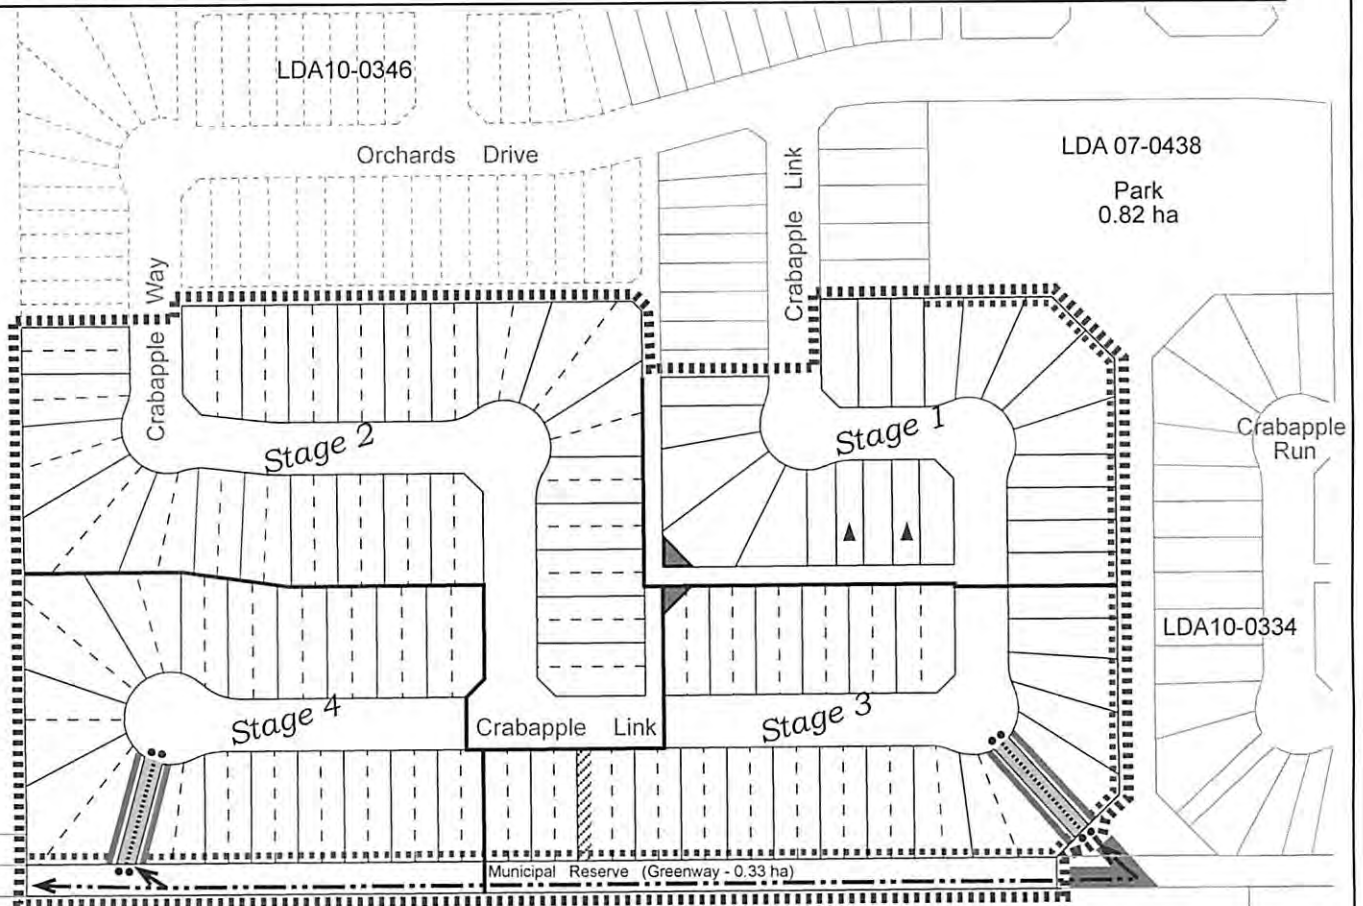 LDA10-0346
Orchards Drive
LDA 07-0438
Park
0.82 ha
Crabapple Link
Crabapple Way
Crabapple
Run
Stage 2
Stage 1
LDA10-0334
Stage 4
Crabapple Link
Stage 3
Municipal Reserve (Greenway - 0.33 ha)